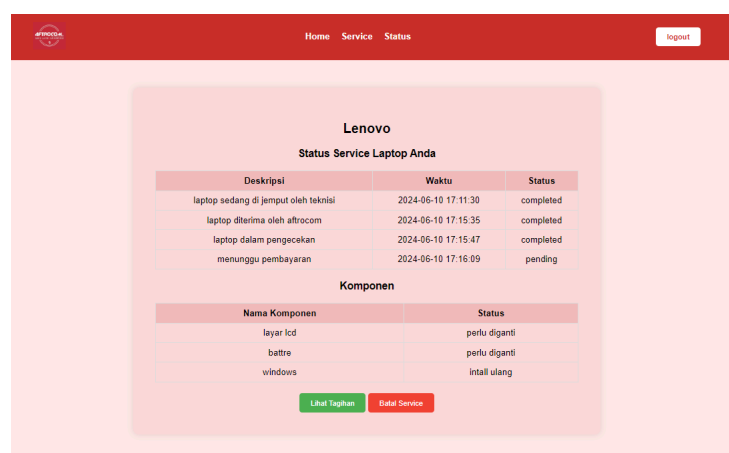 AFTROCOM
Home Service Status
logout
Lenovo
Status Service Laptop Anda
Deskripsi Waktu Status
laptop sedang di jemput oleh teknisi 2024-06-10 17:11:30 completed
laptop diterima oleh aftrocom 2024-06-10 17:15:35 completed
laptop dalam pengecekan 2024-06-10 17:15:47 completed
menunggu pembayaran 2024-06-10 17:16:09 pending
Komponen
Nama Komponen Status
layar lcd perlu diganti
battre perlu diganti
windows intall ulang
Lihat Tagihan Batal Service